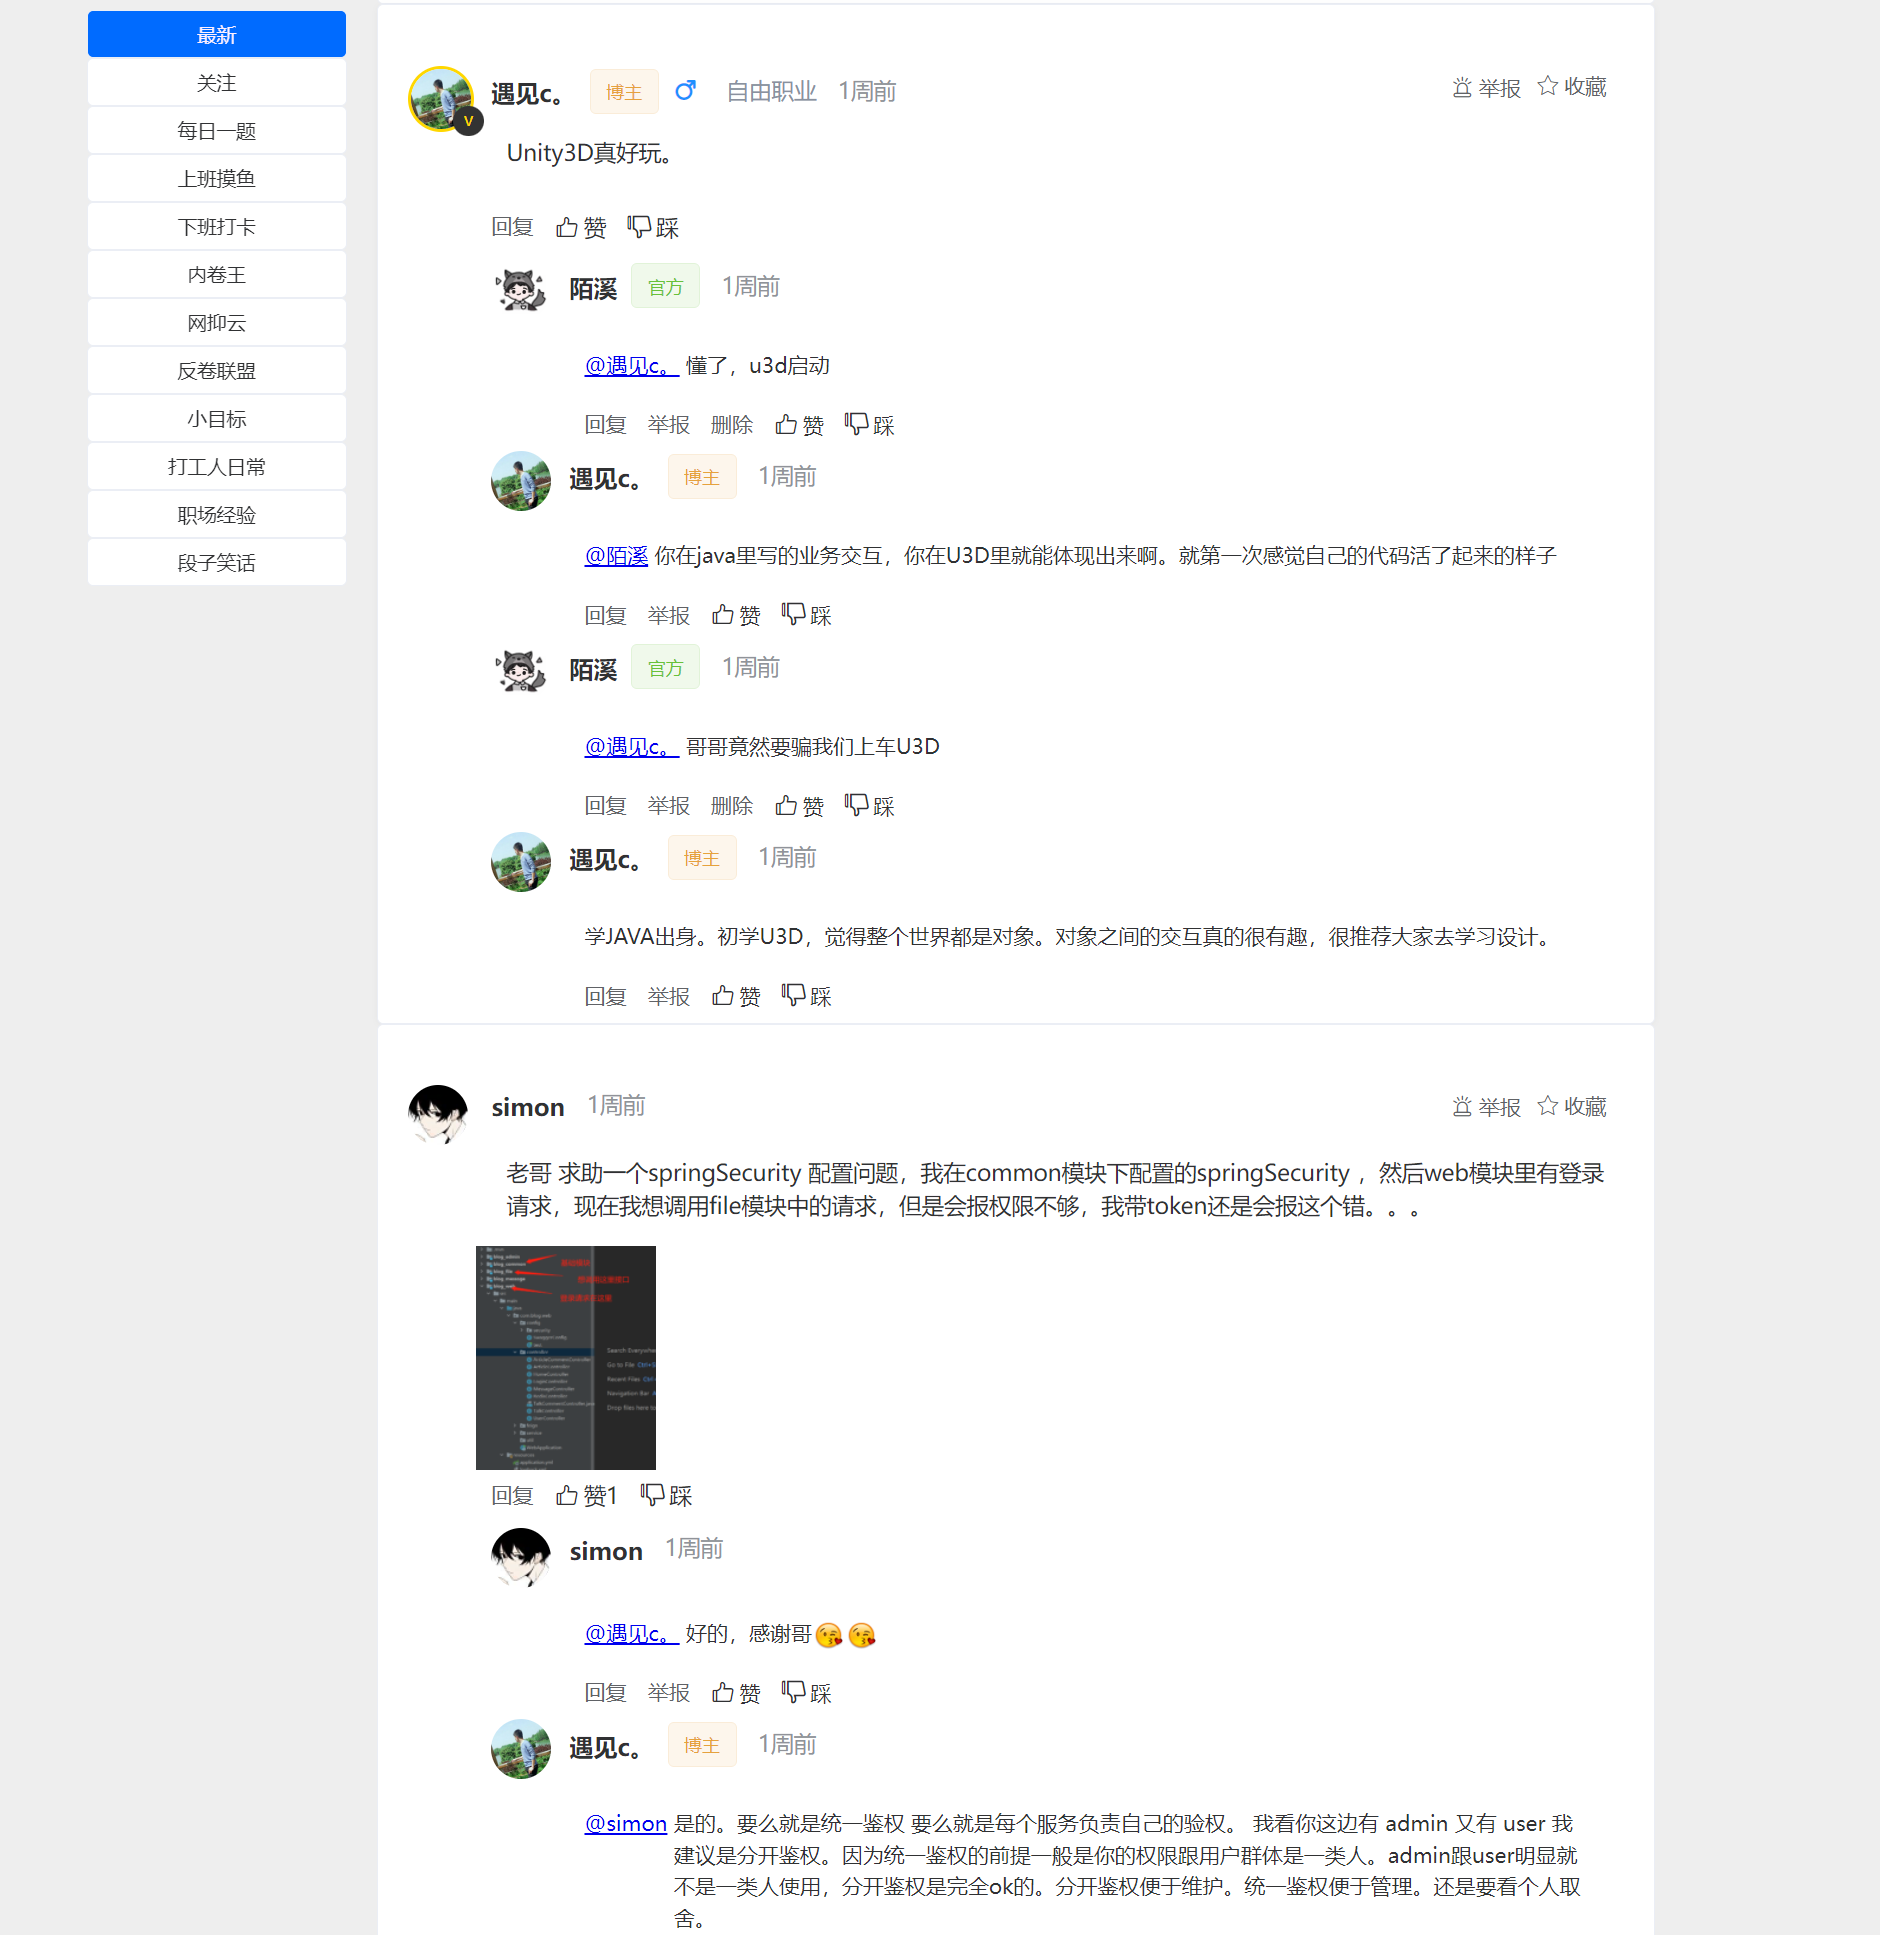 最新
关注
每日一题
上班摸鱼
下班打卡
内卷王
网抑云
反卷联盟
小目标
打工人日常
职场经验
段子笑话
遇见c。 博主 自由职业 1周前 举报 收藏
V
Unity3D真好玩。
回复 赞 踩
陌溪 官方 1周前
@遇见c。 懂了，u3d启动
回复 举报 删除 赞 踩
遇见c。 博主 1周前
@陌溪 你在java里写的业务交互，你在U3D里就能体现出来啊。就第一次感觉自己的代码活了起来的样子
回复 举报 赞 踩
陌溪 官方 1周前
@遇见c。 哥哥竟然要骗我们上车U3D
回复 举报 删除 赞 踩
遇见c。 博主 1周前
学JAVA出身。初学U3D，觉得整个世界都是对象。对象之间的交互真的很有趣，很推荐大家去学习设计。
回复 举报 赞 踩
simon 1周前 举报 收藏
老哥 求助一个springSecurity 配置问题，我在common模块下配置的springSecurity ，然后web模块里有登录
请求，现在我想调用file模块中的请求，但是会报权限不够，我带token还是会报这个错。。。
blog_admin
blog_common
blog_file
blog_message
blog_web
Search Everywhere
Go to File Ctrl+S
Recent Files Ctrl
Navigation Bar
Drop files here to
回复 赞1 踩
simon 1周前
@遇见c。 好的，感谢哥
回复 举报 赞 踩
遇见c。 博主 1周前
@simon 是的。要么就是统一鉴权 要么就是每个服务负责自己的验权。 我看你这边有 admin 又有 user 我
建议是分开鉴权。因为统一鉴权的前提一般是你的权限跟用户群体是一类人。admin跟user明显就
不是一类人使用，分开鉴权是完全ok的。分开鉴权便于维护。统一鉴权便于管理。还是要看个人取
舍。